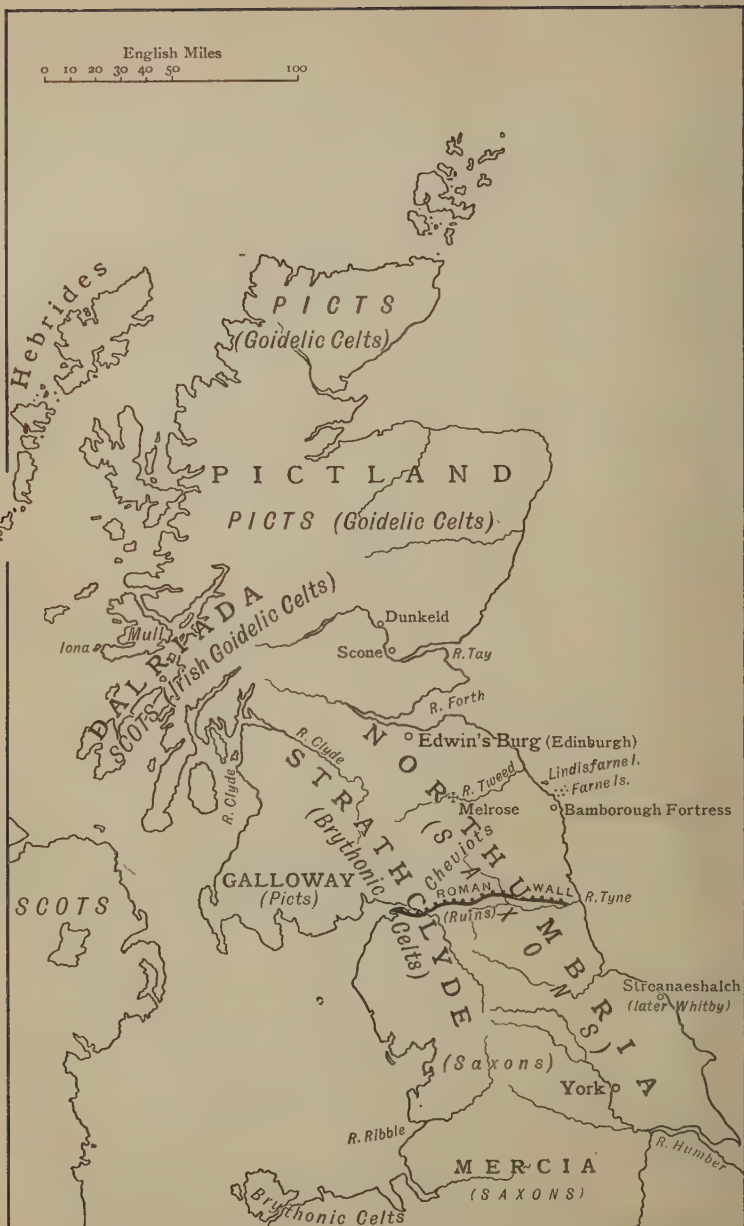 English Miles
0 10 20 30 40 50 100
Hebrides
PICTS
(Goidelic Celts)
PICTLAND
PICTS (Goidelic Celts)
DALRIADA
SCOTS (Irish Goidelic Celts)
Mull
Iona
Dunkeld
Scone
R. Tay
R. Forth
R. Clyde
R. Clyde
Edwin's Burg (Edinburgh)
NORTHUMBRIA
(SAXONS)
STRATHCLYDE
(Brythonic Celts)
R. Tweed
Lindisfarne I.
Farne Is.
Melrose
Bamborough Fortress
Cheviots
GALLOWAY
(Picts)
ROMAN WALL
(Ruins)
R. Tyne
SCOTS
Streanaeshalch
(later Whitby)
(Saxons)
York
R. Ribble
R. Humber
MERCIA
(SAXONS)
Brythonic Celts